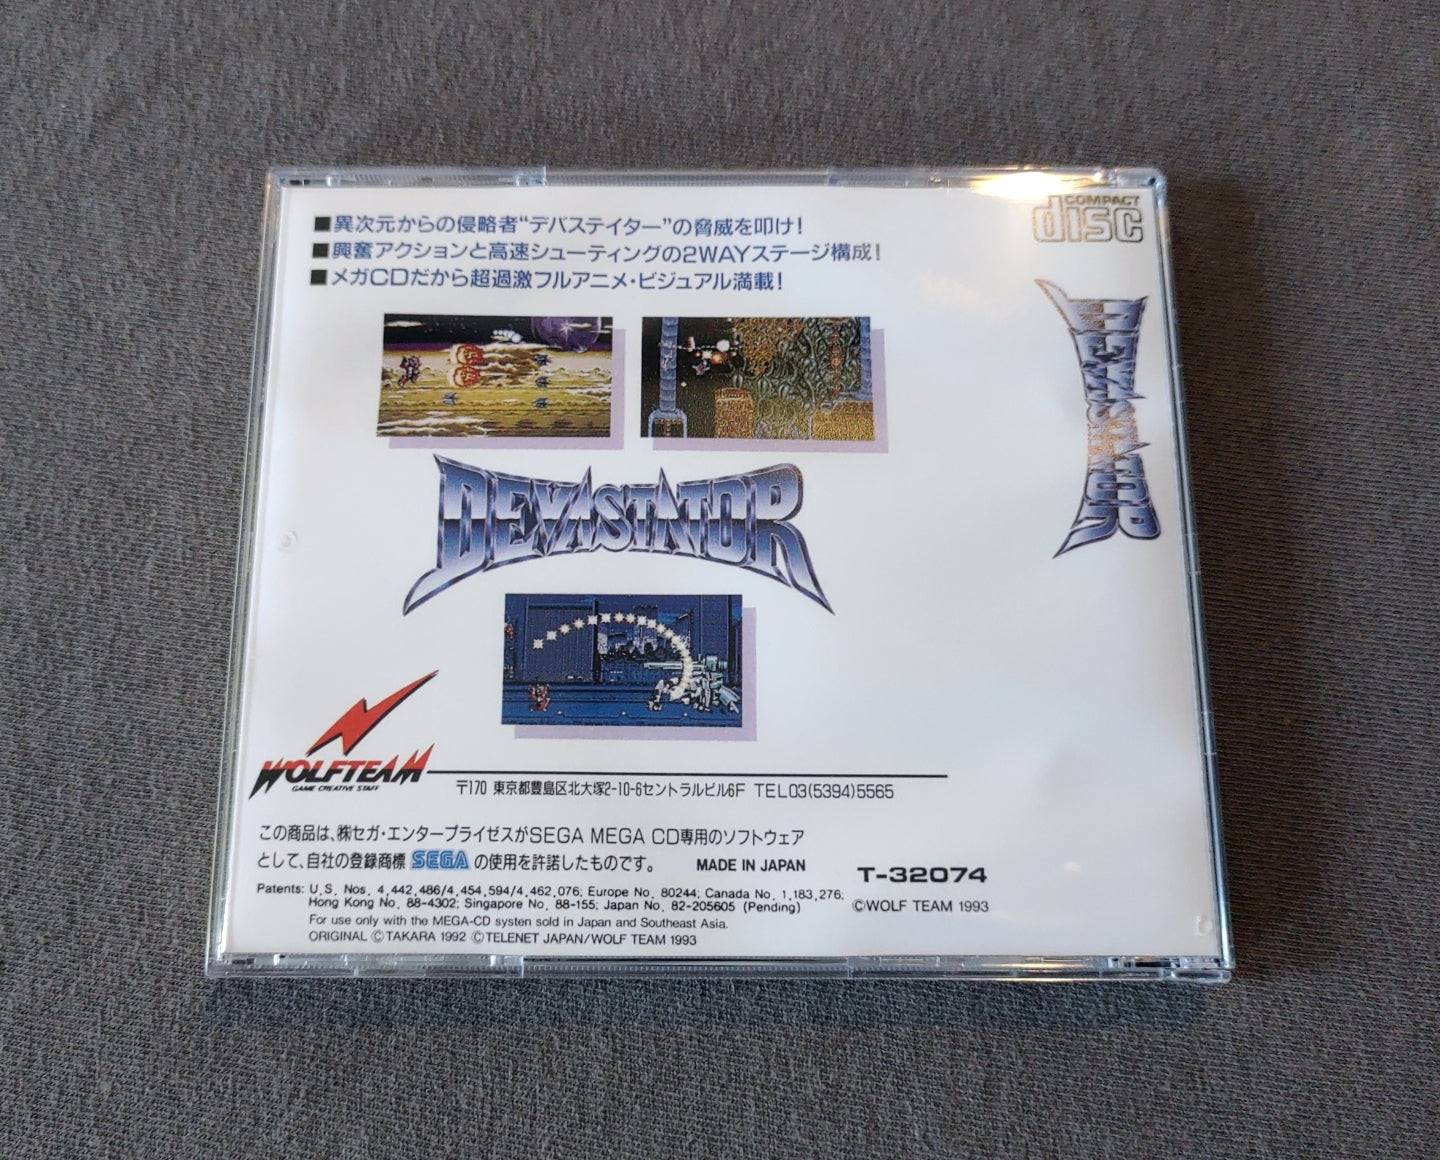 ■異次元からの侵略者“デバステイター”の脅威を叩け!
■興奮アクションと高速シューティングの2WAYステージ構成!
■メガCDだから超過激フルアニメ・ビジュアル満載!
COMPACT
disc
DEVASTATOR
DEVASTATOR
WOLFTEAM
GAME CREATIVE STAFF
〒170 東京都豊島区北大塚2-10-6セントラルビル6F TEL03(5394)5565
この商品は、㈱セガ・エンタープライゼスがSEGA MEGA CD専用のソフトウェア
として、自社の登録商標 SEGA の使用を許諾したものです。 MADE IN JAPAN
T-32074
Patents: U.S. Nos. 4,442,486/4,454,594/4,462,076; Europe No. 80244; Canada No. 1,183,276;
Hong Kong No. 88-4302; Singapore No. 88-155; Japan No. 82-205605 (Pending)
©WOLF TEAM 1993
For use only with the MEGA-CD systen sold in Japan and Southeast Asia.
ORIGINAL ©TAKARA 1992 ©TELENET JAPAN/WOLF TEAM 1993